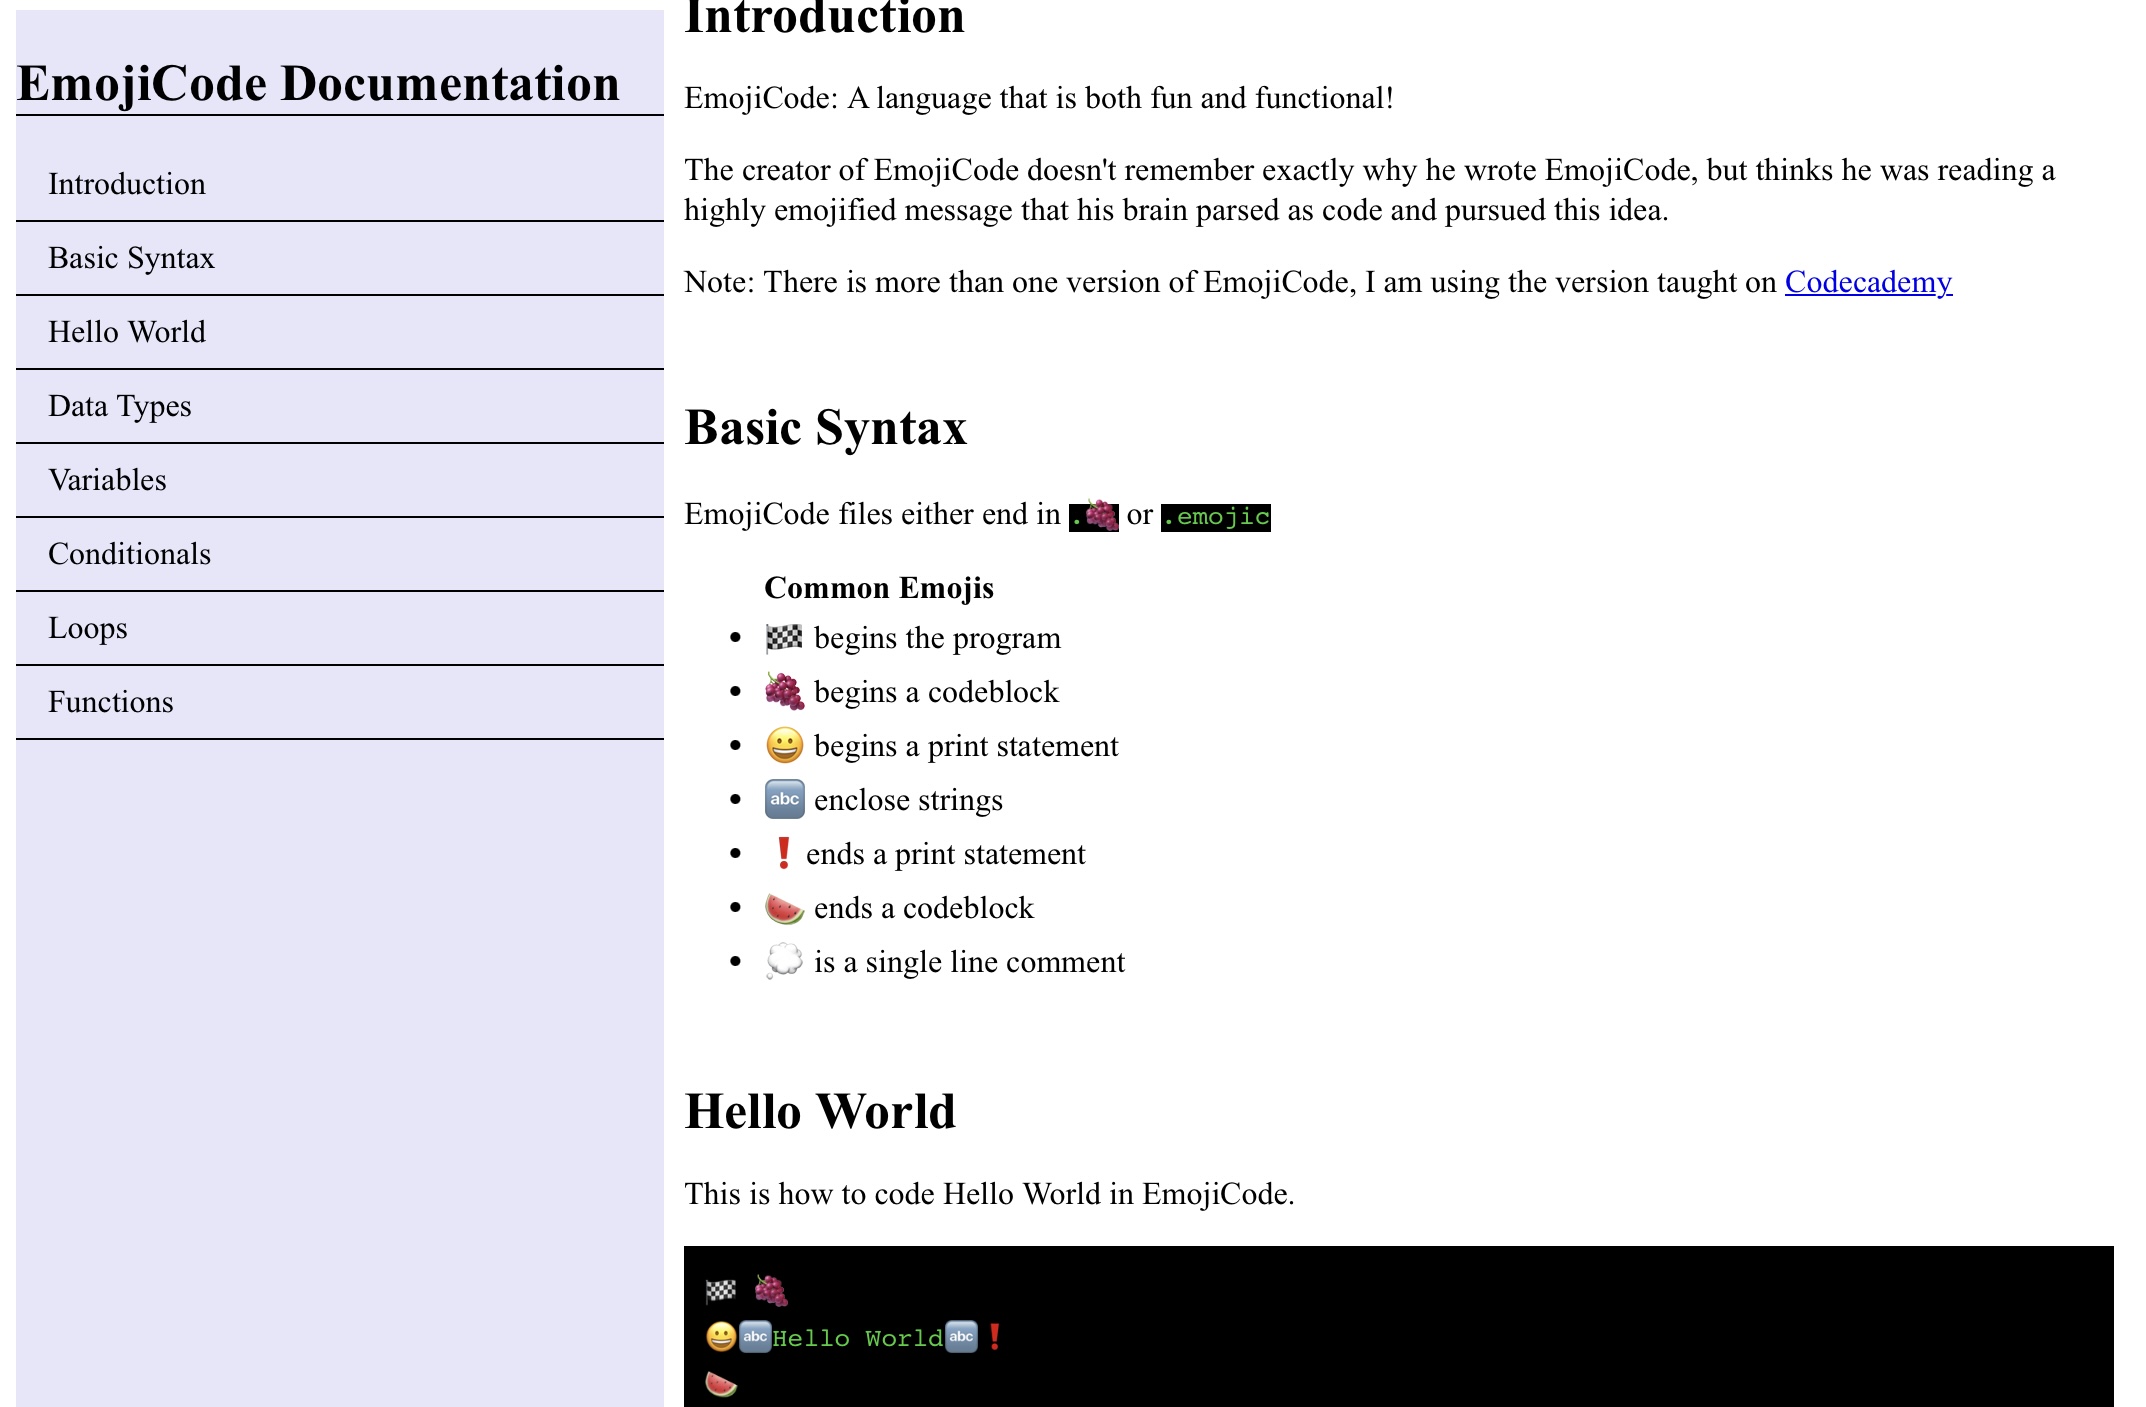 EmojiCode Documentation
Introduction
Basic Syntax
Hello World
Data Types
Variables
Conditionals
Loops
Functions
Introduction
EmojiCode: A language that is both fun and functional!
The creator of EmojiCode doesn't remember exactly why he wrote EmojiCode, but thinks he was reading a
highly emojified message that his brain parsed as code and pursued this idea.
Note: There is more than one version of EmojiCode, I am using the version taught on Codecademy
Basic Syntax
EmojiCode files either end in .🍇 or .emojic
Common Emojis
• 🏁 begins the program
• 🍇 begins a codeblock
• 😀 begins a print statement
• 🔤 enclose strings
• ❗ ends a print statement
• 🍉 ends a codeblock
• 💭 is a single line comment
Hello World
This is how to code Hello World in EmojiCode.
🏁 🍇
😀🔤Hello World🔤❗
🍉